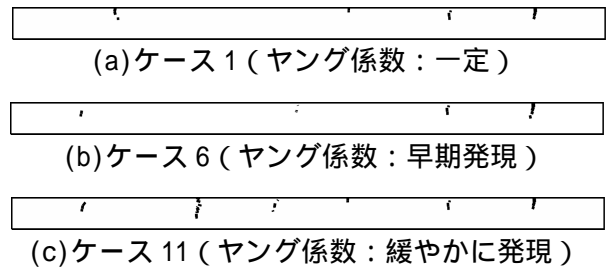 (a)ケース 1（ヤング係数：一定）
(b)ケース 6（ヤング係数：早期発現）
(c)ケース 11（ヤング係数：緩やかに発現）